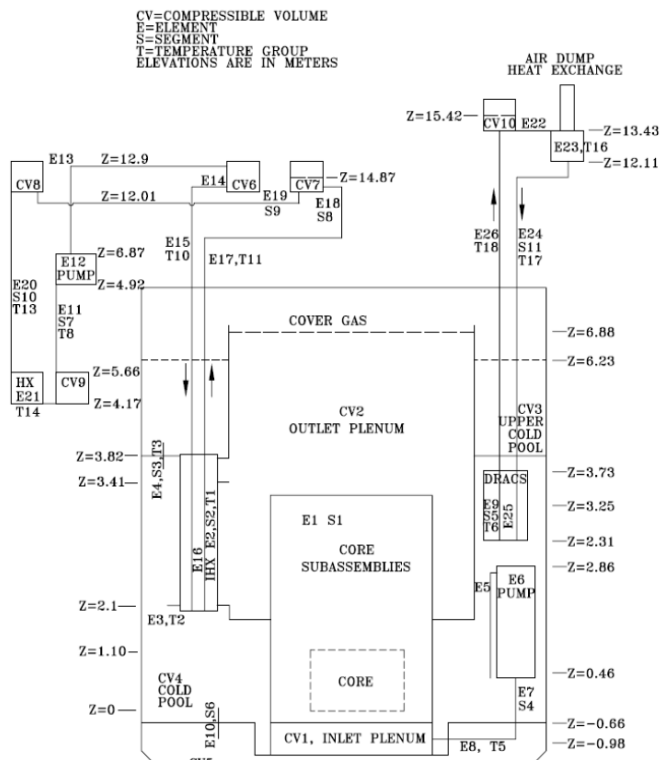 CV=COMPRESSIBLE VOLUME
E=ELEMENT
S=SEGMENT
T=TEMPERATURE GROUP
ELEVATIONS ARE IN METERS
AIR DUMP
HEAT EXCHANGE
Z=15.42
CV10
E22
Z=13.43
E23,T16
Z=12.11
E13
Z=12.9
CV8
E14
CV6
CV7
Z=14.87
Z=12.01
E19
S9
E18
S8
E15
T10
E17,T11
E26
T18
E24
S11
T17
E12
PUMP
Z=6.87
Z=4.92
E20
S10
T13
E11
S7
T8
COVER GAS
Z=6.88
Z=6.23
HX
E21
T14
CV9
Z=5.66
Z=4.17
CV2
OUTLET PLENUM
CV3
UPPER
COLD
POOL
Z=3.82
Z=3.41
E4,S3,T3
E16
IHX E2,S2,T1
DRACS
E9
S5
T6
E25
Z=3.73
Z=3.25
Z=2.31
Z=2.86
E1 S1
CORE
SUBASSEMBLIES
E5
E6
PUMP
Z=2.1
E3,T2
Z=1.10
CV4
COLD
POOL
CORE
Z=0.46
E7
S4
Z=0
E10,S6
CV1, INLET PLENUM
E8, T5
Z=-0.66
Z=-0.98